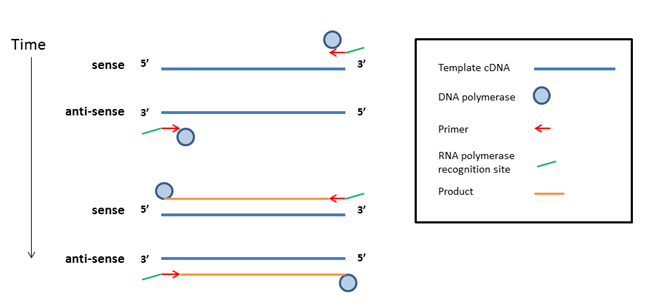 Time
sense 5’ 3’
anti-sense 3’ 5’
sense 5’ 3’
anti-sense 3’ 5’
Template cDNA
DNA polymerase
Primer
RNA polymerase
recognition site
Product